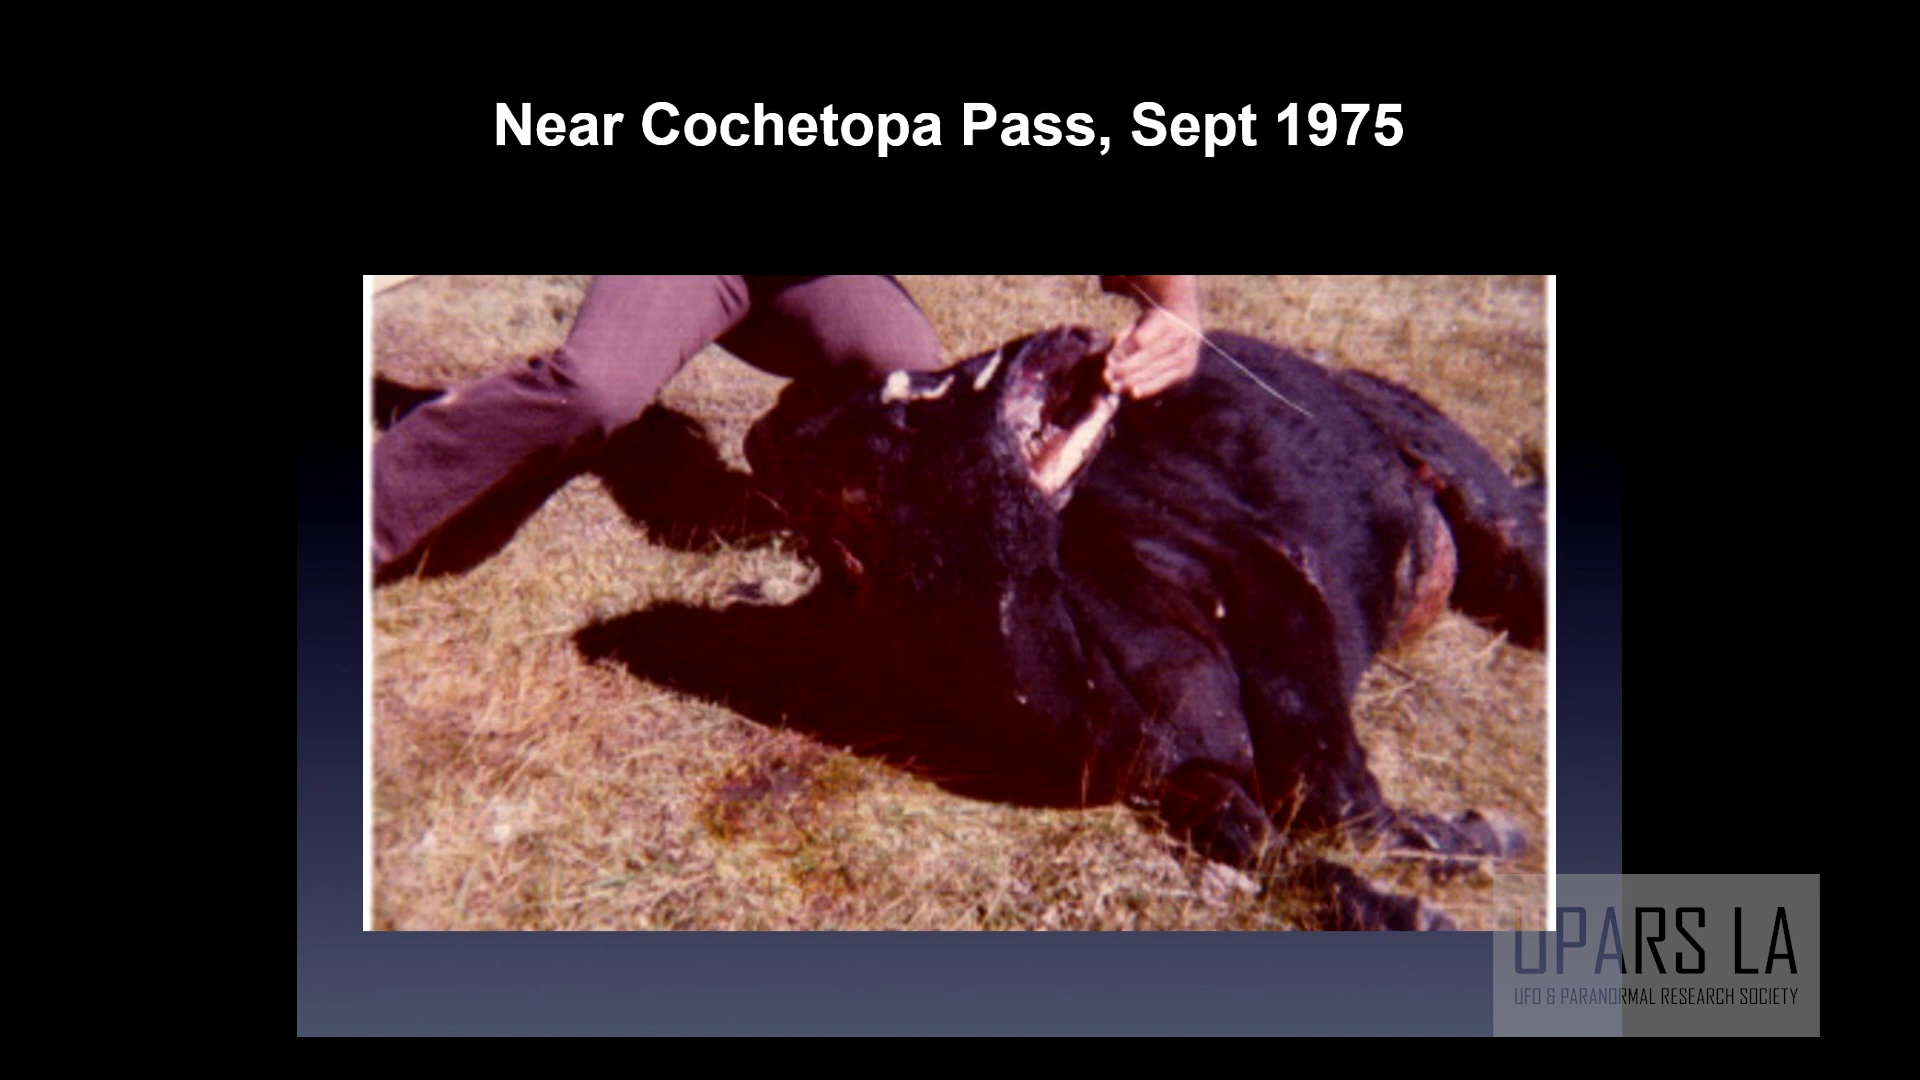 Near Cochetopa Pass, Sept 1975
UPARS LA
UFO & PARANORMAL RESEARCH SOCIETY